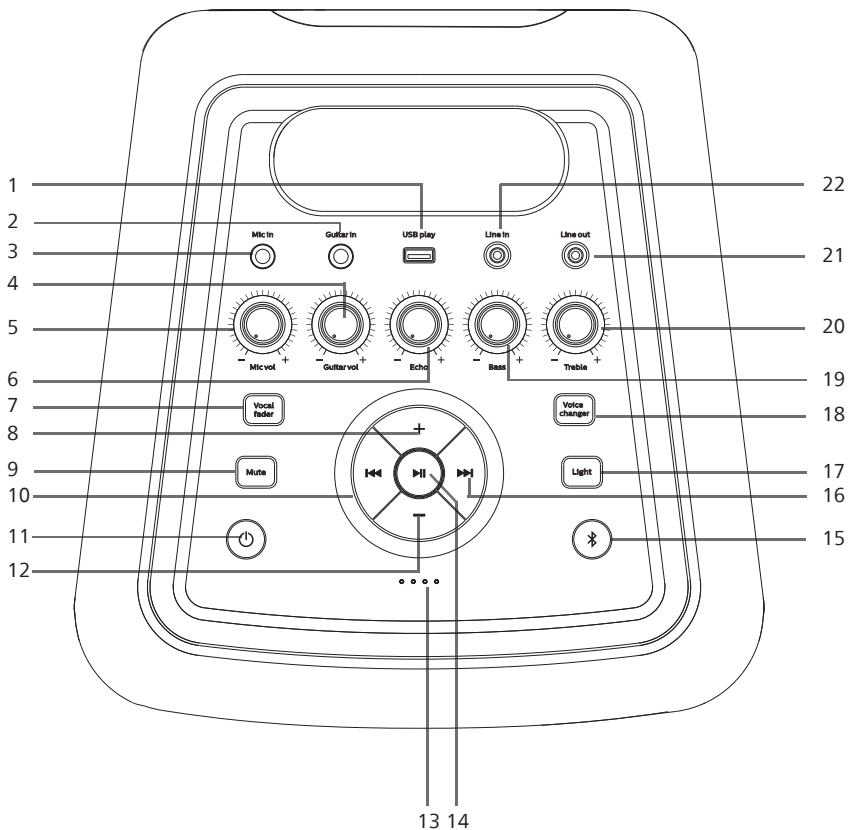 1
22
2
Mic in
Guitar in
USB play
Line in
Line out
3
21
4
5
20
− +
− +
− +
− +
− +
Mic vol
Guitar vol
Echo
Bass
Treble
6
19
7
Vocal
fader
Voice
changer
18
8
+
9
Mute
Light
17
10
16
11
15
−
12
13 14